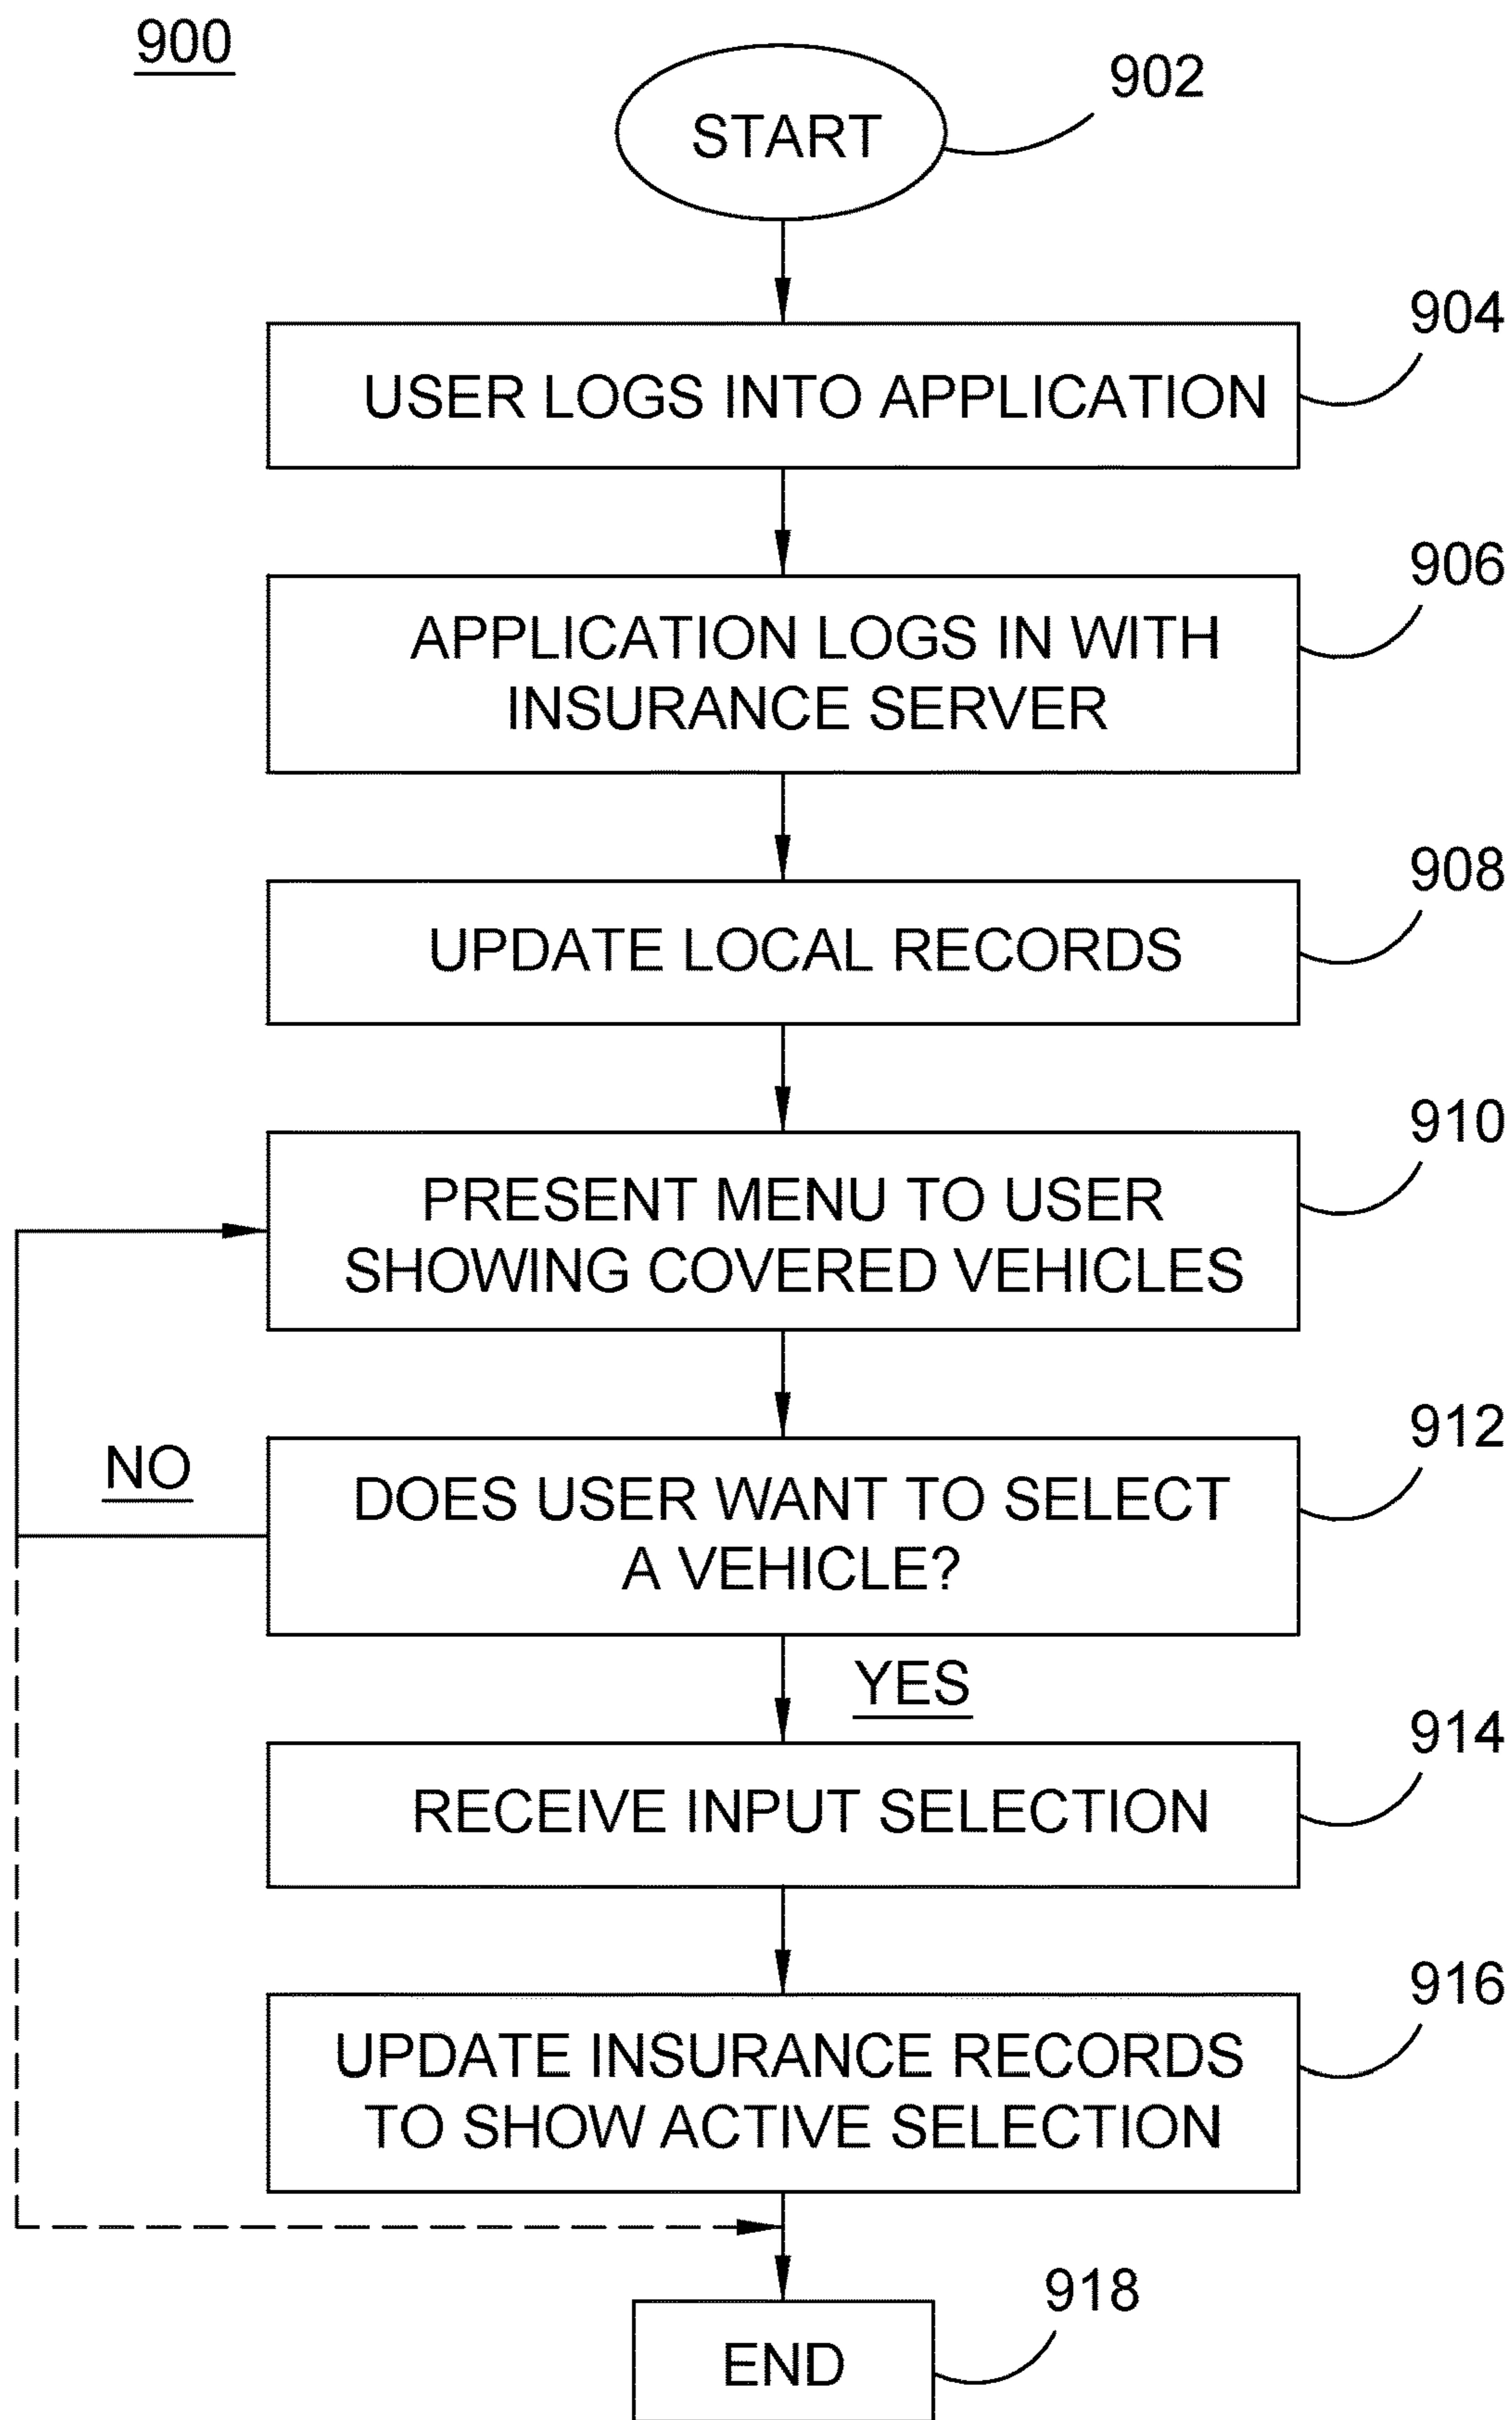 900
902
START
904
USER LOGS INTO APPLICATION
906
APPLICATION LOGS IN WITH
INSURANCE SERVER
908
UPDATE LOCAL RECORDS
910
PRESENT MENU TO USER
SHOWING COVERED VEHICLES
912
NO
DOES USER WANT TO SELECT
A VEHICLE?
YES
914
RECEIVE INPUT SELECTION
916
UPDATE INSURANCE RECORDS
TO SHOW ACTIVE SELECTION
918
END